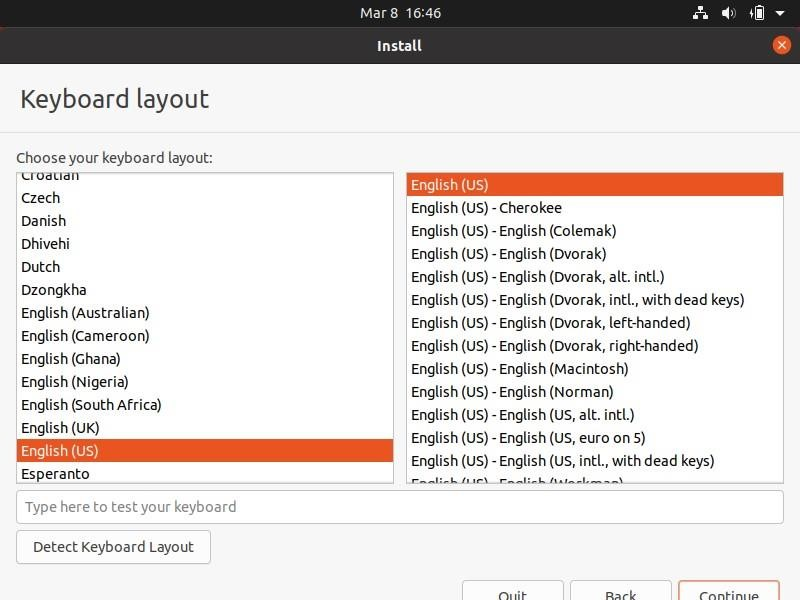 Mar 8 16:46
Install
Keyboard layout
Choose your keyboard layout:
Croatian
Czech
Danish
Dhivehi
Dutch
Dzongkha
English (Australian)
English (Cameroon)
English (Ghana)
English (Nigeria)
English (South Africa)
English (UK)
English (US)
Esperanto
English (US)
English (US) - Cherokee
English (US) - English (Colemak)
English (US) - English (Dvorak)
English (US) - English (Dvorak, alt. intl.)
English (US) - English (Dvorak, intl., with dead keys)
English (US) - English (Dvorak, left-handed)
English (US) - English (Dvorak, right-handed)
English (US) - English (Macintosh)
English (US) - English (Norman)
English (US) - English (US, alt. intl.)
English (US) - English (US, euro on 5)
English (US) - English (US, intl., with dead keys)
English (US) - English (Workman)
Type here to test your keyboard
Detect Keyboard Layout
Quit
Back
Continue